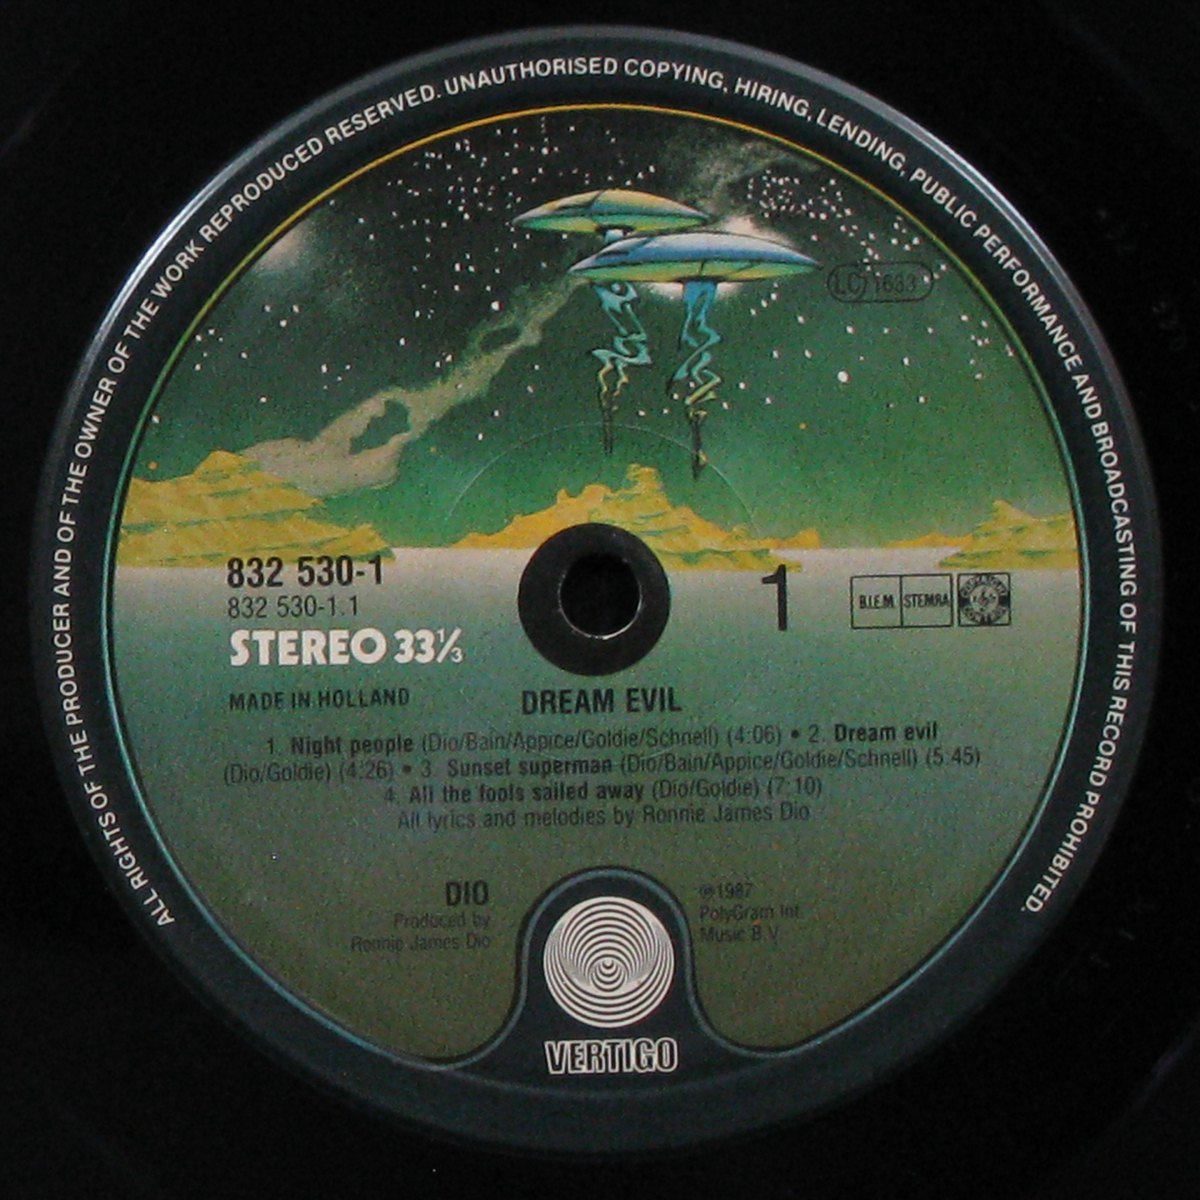 ALL RIGHTS OF THE PRODUCER AND OF THE OWNER OF THE WORK REPRODUCED RESERVED. UNAUTHORISED COPYING, HIRING, LENDING, PUBLIC PERFORMANCE AND BROADCASTING OF THIS RECORD PROHIBITED.
LC 1633
832 530-1
832 530-1.1
STEREO 33⅓
1
B.I.E.M. STEMRA
MADE IN HOLLAND
DREAM EVIL
1. Night people (Dio/Bain/Appice/Goldie/Schnell) (4:06) • 2. Dream evil
(Dio/Goldie) (4:26) • 3. Sunset superman (Dio/Bain/Appice/Goldie/Schnell) (5:45)
4. All the fools sailed away (Dio/Goldie) (7:10)
All lyrics and melodies by Ronnie James Dio
DIO
Produced by
Ronnie James Dio
℗1987
PolyGram Int.
Music B.V.
VERTIGO